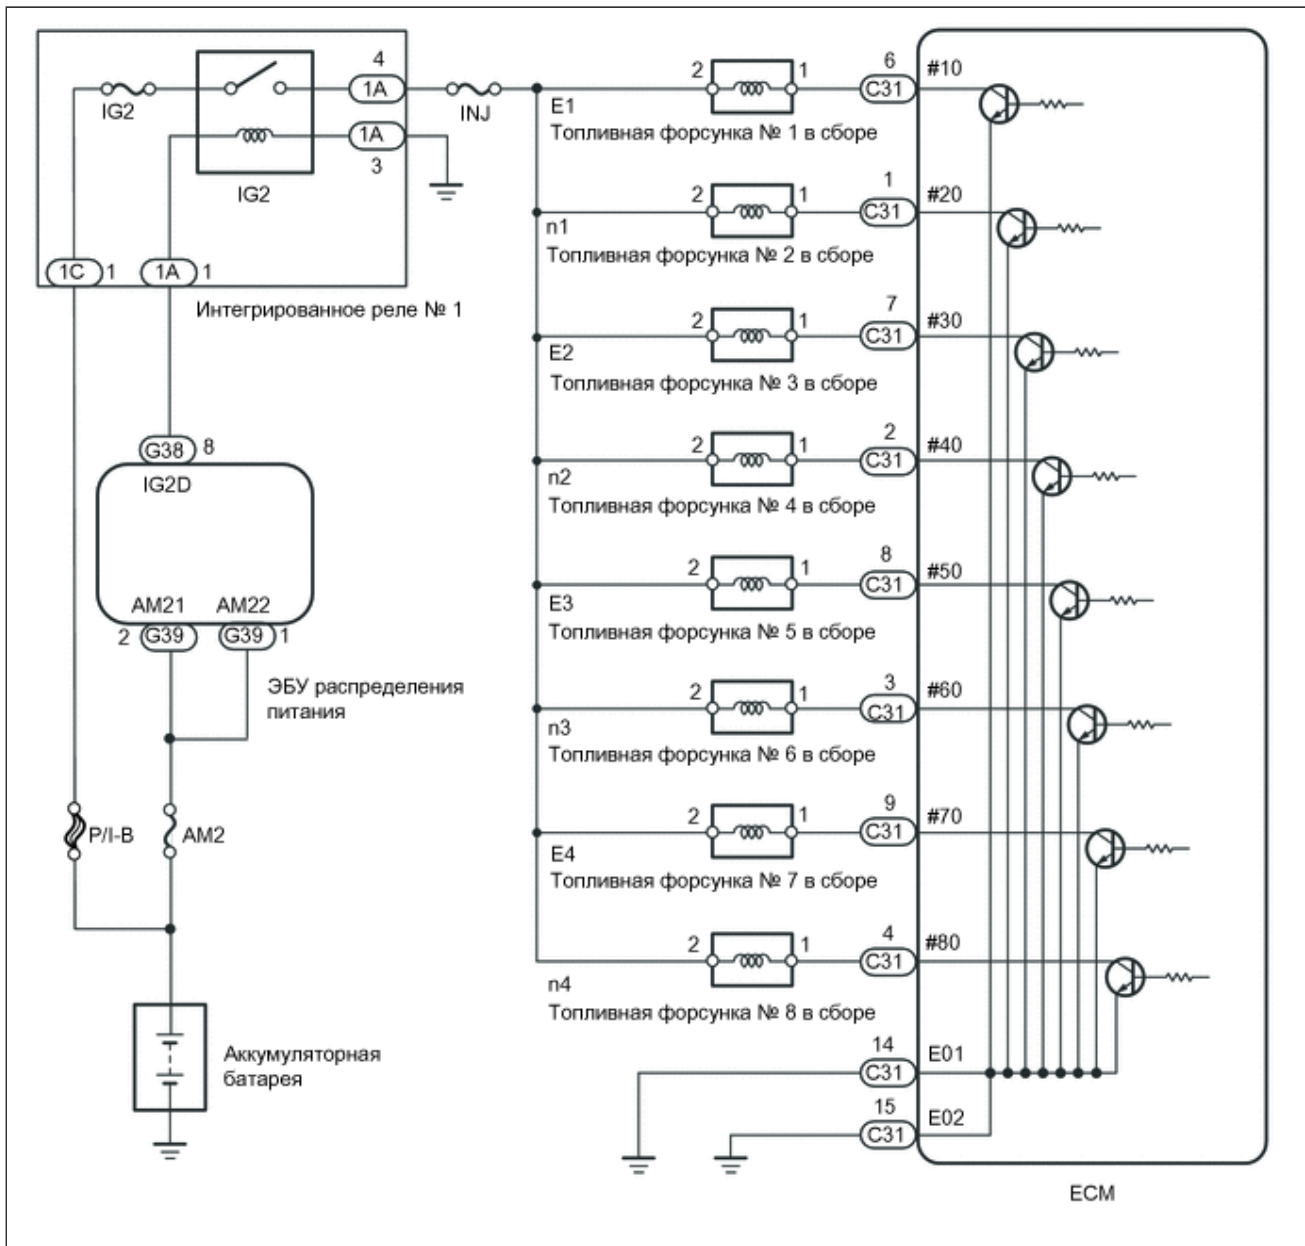 4
IG2
1A
INJ
1A
3
IG2
1C 1
1A 1
Интегрированное реле № 1
G38 8
IG2D
AM21 AM22
2 G39
G39 1
ЭБУ распределения
питания
P/I-B
AM2
Аккумуляторная
батарея
2 1 6 C31 #10
E1
Топливная форсунка № 1 в сборе
2 1 1 C31 #20
n1
Топливная форсунка № 2 в сборе
2 1 7 C31 #30
E2
Топливная форсунка № 3 в сборе
2 1 2 C31 #40
n2
Топливная форсунка № 4 в сборе
2 1 8 C31 #50
E3
Топливная форсунка № 5 в сборе
2 1 3 C31 #60
n3
Топливная форсунка № 6 в сборе
2 1 9 C31 #70
E4
Топливная форсунка № 7 в сборе
2 1 4 C31 #80
n4
Топливная форсунка № 8 в сборе
14 C31 E01
15 C31 E02
ECM